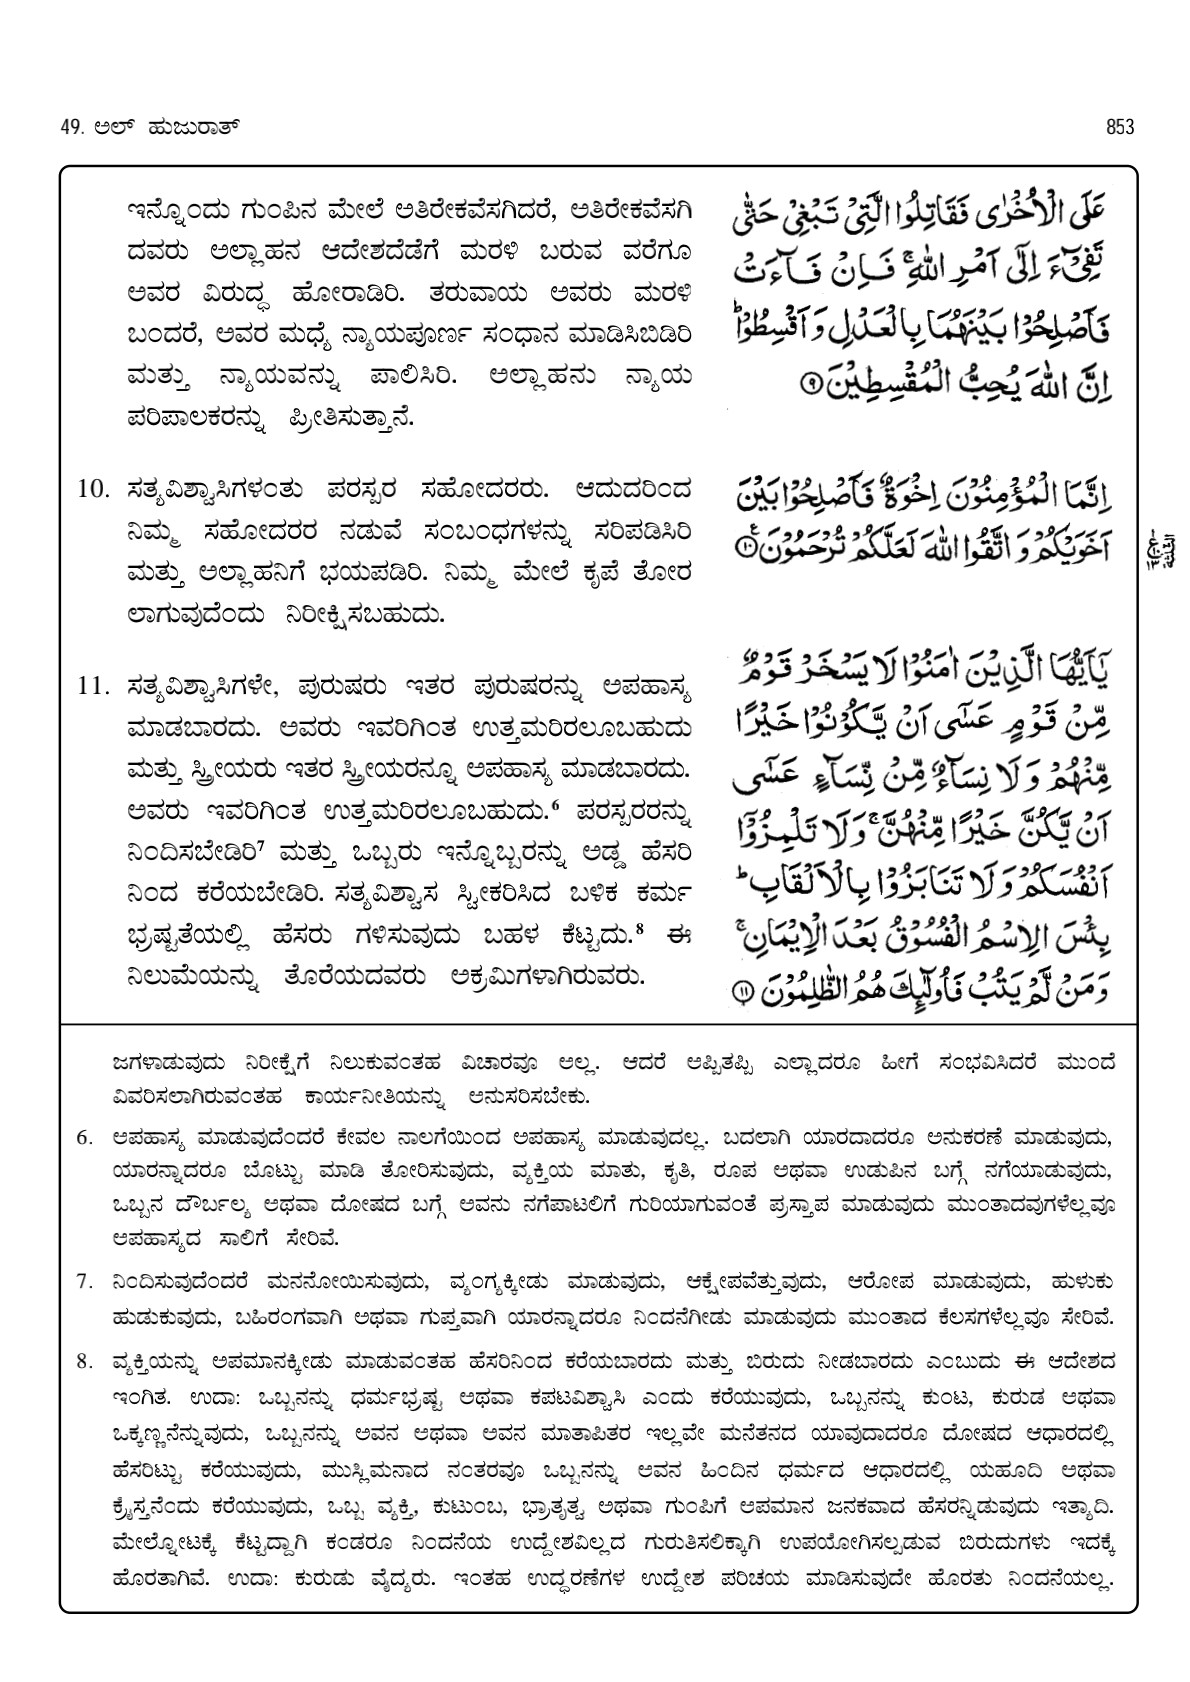 49. ಅಲ್ ಹುಜುರಾತ್
853
ಇನ್ನೊಂದು ಗುಂಪಿನ ಮೇಲೆ ಅತಿರೇಕವೆಸಗಿದರೆ, ಅತಿರೇಕವೆಸಗಿ
ದವರು ಅಲ್ಲಾಹನ ಆದೇಶದೆಡೆಗೆ ಮರಳಿ ಬರುವ ವರೆಗೂ
ಅವರ ವಿರುದ್ಧ ಹೋರಾಡಿರಿ. ತರುವಾಯ ಅವರು ಮರಳಿ
ಬಂದರೆ, ಅವರ ಮಧ್ಯೆ ನ್ಯಾಯಪೂರ್ಣ ಸಂಧಾನ ಮಾಡಿಸಿಬಿಡಿರಿ
ಮತ್ತು ನ್ಯಾಯವನ್ನು ಪಾಲಿಸಿರಿ. ಅಲ್ಲಾಹನು ನ್ಯಾಯ
ಪರಿಪಾಲಕರನ್ನು ಪ್ರೀತಿಸುತ್ತಾನೆ.
عَلَى الْاُخْرٰى فَقَاتِلُوا الَّتِيْ تَبْغِيْ حَتّٰى
تَفِيْٓءَ اِلٰٓى اَمْرِ اللّٰهِ ۚ فَاِنْ فَآءَتْ
فَاَصْلِحُوْا بَيْنَهُمَا بِالْعَدْلِ وَاَقْسِطُوْا ؕ
اِنَّ اللّٰهَ يُحِبُّ الْمُقْسِطِيْنَ ۹
10. ಸತ್ಯವಿಶ್ವಾಸಿಗಳಂತು ಪರಸ್ಪರ ಸಹೋದರರು. ಆದುದರಿಂದ
ನಿಮ್ಮ ಸಹೋದರರ ನಡುವೆ ಸಂಬಂಧಗಳನ್ನು ಸರಿಪಡಿಸಿರಿ
ಮತ್ತು ಅಲ್ಲಾಹನಿಗೆ ಭಯಪಡಿರಿ. ನಿಮ್ಮ ಮೇಲೆ ಕೃಪೆ ತೋರ
ಲಾಗುವುದೆಂದು ನಿರೀಕ್ಷಿಸಬಹುದು.
اِنَّمَا الْمُؤْمِنُوْنَ اِخْوَةٌ فَاَصْلِحُوْا بَيْنَ
اَخَوَيْكُمْ وَاتَّقُوا اللّٰهَ لَعَلَّكُمْ تُرْحَمُوْنَ ۱۰
11. ಸತ್ಯವಿಶ್ವಾಸಿಗಳೇ, ಪುರುಷರು ಇತರ ಪುರುಷರನ್ನು ಅಪಹಾಸ್ಯ
ಮಾಡಬಾರದು. ಅವರು ಇವರಿಗಿಂತ ಉತ್ತಮರಿರಲೂಬಹುದು
ಮತ್ತು ಸ್ತ್ರೀಯರು ಇತರ ಸ್ತ್ರೀಯರನ್ನೂ ಅಪಹಾಸ್ಯ ಮಾಡಬಾರದು.
ಅವರು ಇವರಿಗಿಂತ ಉತ್ತಮರಿರಲೂಬಹುದು.⁶ ಪರಸ್ಪರರನ್ನು
ನಿಂದಿಸಬೇಡಿರಿ⁷ ಮತ್ತು ಒಬ್ಬರು ಇನ್ನೊಬ್ಬರನ್ನು ಅಡ್ಡ ಹೆಸರಿ
ನಿಂದ ಕರೆಯಬೇಡಿರಿ. ಸತ್ಯವಿಶ್ವಾಸ ಸ್ವೀಕರಿಸಿದ ಬಳಿಕ ಕರ್ಮ
ಭ್ರಷ್ಟತೆಯಲ್ಲಿ ಹೆಸರು ಗಳಿಸುವುದು ಬಹಳ ಕೆಟ್ಟದು.⁸ ಈ
ನಿಲುಮೆಯನ್ನು ತೊರೆಯದವರು ಅಕ್ರಮಿಗಳಾಗಿರುವರು.
يٰٓاَيُّهَا الَّذِيْنَ اٰمَنُوْا لَا يَسْخَرْ قَوْمٌ
مِّنْ قَوْمٍ عَسٰٓى اَنْ يَّكُوْنُوْا خَيْرًا
مِّنْهُمْ وَلَا نِسَآءٌ مِّنْ نِّسَآءٍ عَسٰٓى
اَنْ يَّكُنَّ خَيْرًا مِّنْهُنَّ ۚ وَلَا تَلْمِزُوْٓا
اَنْفُسَكُمْ وَلَا تَنَابَزُوْا بِالْاَلْقَابِ ؕ
بِئْسَ الِاسْمُ الْفُسُوْقُ بَعْدَ الْاِيْمَانِ ۚ
وَمَنْ لَّمْ يَتُبْ فَاُولٰٓئِكَ هُمُ الظّٰلِمُوْنَ ۱۱
ಜಗಳಾಡುವುದು ನಿರೀಕ್ಷೆಗೆ ನಿಲುಕುವಂತಹ ವಿಚಾರವೂ ಅಲ್ಲ. ಆದರೆ ಅಪ್ಪಿತಪ್ಪಿ ಎಲ್ಲಾದರೂ ಹೀಗೆ ಸಂಭವಿಸಿದರೆ ಮುಂದೆ
ವಿವರಿಸಲಾಗಿರುವಂತಹ ಕಾರ್ಯನೀತಿಯನ್ನು ಅನುಸರಿಸಬೇಕು.
6. ಅಪಹಾಸ್ಯ ಮಾಡುವುದೆಂದರೆ ಕೇವಲ ನಾಲಗೆಯಿಂದ ಅಪಹಾಸ್ಯ ಮಾಡುವುದಲ್ಲ. ಬದಲಾಗಿ ಯಾರದಾದರೂ ಅನುಕರಣೆ ಮಾಡುವುದು,
ಯಾರನ್ನಾದರೂ ಬೊಟ್ಟು ಮಾಡಿ ತೋರಿಸುವುದು, ವ್ಯಕ್ತಿಯ ಮಾತು, ಕೃತಿ, ರೂಪ ಅಥವಾ ಉಡುಪಿನ ಬಗ್ಗೆ ನಗೆಯಾಡುವುದು,
ಒಬ್ಬನ ದೌರ್ಬಲ್ಯ ಅಥವಾ ದೋಷದ ಬಗ್ಗೆ ಅವನು ನಗೆಪಾಟಲಿಗೆ ಗುರಿಯಾಗುವಂತೆ ಪ್ರಸ್ತಾಪ ಮಾಡುವುದು ಮುಂತಾದವುಗಳೆಲ್ಲವೂ
ಅಪಹಾಸ್ಯದ ಸಾಲಿಗೆ ಸೇರಿವೆ.
7. ನಿಂದಿಸುವುದೆಂದರೆ ಮನನೋಯಿಸುವುದು, ವ್ಯಂಗ್ಯಕ್ಕೀಡು ಮಾಡುವುದು, ಆಕ್ಷೇಪವೆತ್ತುವುದು, ಆರೋಪ ಮಾಡುವುದು, ಹುಳುಕು
ಹುಡುಕುವುದು, ಬಹಿರಂಗವಾಗಿ ಅಥವಾ ಗುಪ್ತವಾಗಿ ಯಾರನ್ನಾದರೂ ನಿಂದನೆಗೀಡು ಮಾಡುವುದು ಮುಂತಾದ ಕೆಲಸಗಳೆಲ್ಲವೂ ಸೇರಿವೆ.
8. ವ್ಯಕ್ತಿಯನ್ನು ಅಪಮಾನಕ್ಕೀಡು ಮಾಡುವಂತಹ ಹೆಸರಿನಿಂದ ಕರೆಯಬಾರದು ಮತ್ತು ಬಿರುದು ನೀಡಬಾರದು ಎಂಬುದು ಈ ಆದೇಶದ
ಇಂಗಿತ. ಉದಾ: ಒಬ್ಬನನ್ನು ಧರ್ಮಭ್ರಷ್ಟ ಅಥವಾ ಕಪಟವಿಶ್ವಾಸಿ ಎಂದು ಕರೆಯುವುದು, ಒಬ್ಬನನ್ನು ಕುಂಟ, ಕುರುಡ ಅಥವಾ
ಒಕ್ಕಣ್ಣನೆನ್ನುವುದು, ಒಬ್ಬನನ್ನು ಅವನ ಅಥವಾ ಅವನ ಮಾತಾಪಿತರ ಇಲ್ಲವೇ ಮನೆತನದ ಯಾವುದಾದರೂ ದೋಷದ ಆಧಾರದಲ್ಲಿ
ಹೆಸರಿಟ್ಟು ಕರೆಯುವುದು, ಮುಸ್ಲಿಮನಾದ ನಂತರವೂ ಒಬ್ಬನನ್ನು ಅವನ ಹಿಂದಿನ ಧರ್ಮದ ಆಧಾರದಲ್ಲಿ ಯಹೂದಿ ಅಥವಾ
ಕ್ರೈಸ್ತನೆಂದು ಕರೆಯುವುದು, ಒಬ್ಬ ವ್ಯಕ್ತಿ, ಕುಟುಂಬ, ಭ್ರಾತೃತ್ವ ಅಥವಾ ಗುಂಪಿಗೆ ಅಪಮಾನ ಜನಕವಾದ ಹೆಸರನ್ನಿಡುವುದು ಇತ್ಯಾದಿ.
ಮೇಲ್ನೋಟಕ್ಕೆ ಕೆಟ್ಟದ್ದಾಗಿ ಕಂಡರೂ ನಿಂದನೆಯ ಉದ್ದೇಶವಿಲ್ಲದ ಗುರುತಿಸಲಿಕ್ಕಾಗಿ ಉಪಯೋಗಿಸಲ್ಪಡುವ ಬಿರುದುಗಳು ಇದಕ್ಕೆ
ಹೊರತಾಗಿವೆ. ಉದಾ: ಕುರುಡು ವೈದ್ಯರು. ಇಂತಹ ಉದ್ಧರಣೆಗಳ ಉದ್ದೇಶ ಪರಿಚಯ ಮಾಡಿಸುವುದೇ ಹೊರತು ನಿಂದನೆಯಲ್ಲ.